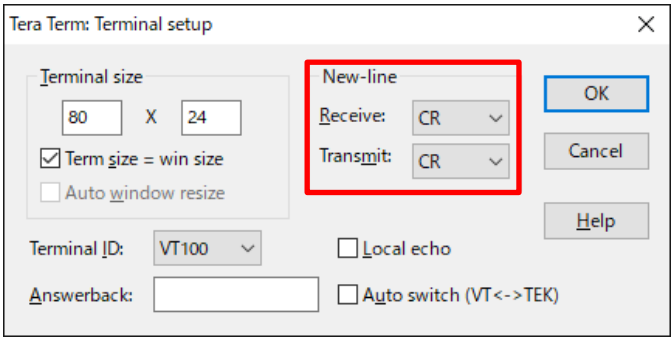 Tera Term: Terminal setup
Terminal size
80 X 24
Term size = win size
Auto window resize
New-line
Receive: CR
Transmit: CR
OK
Cancel
Help
Terminal ID: VT100
Local echo
Answerback:
Auto switch (VT<->TEK)